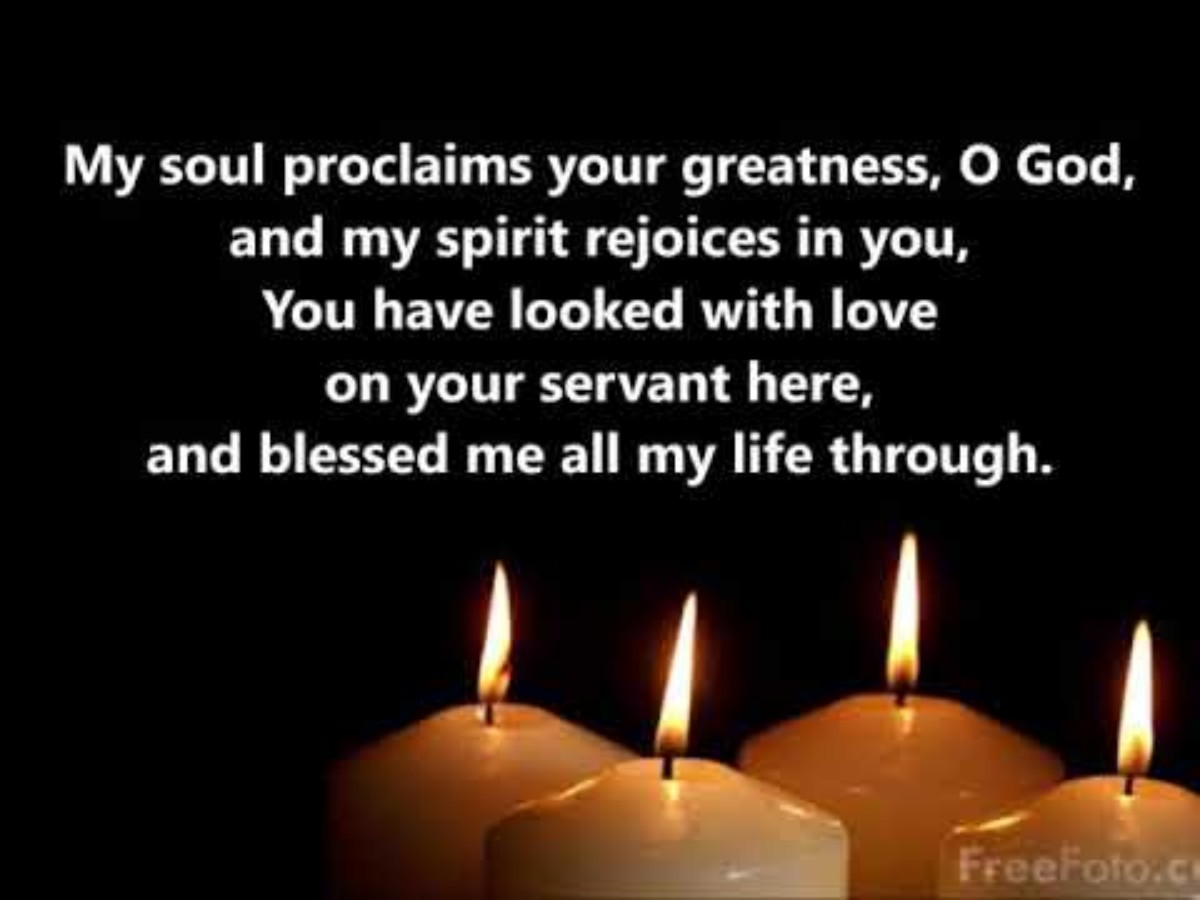 My soul proclaims your greatness, O God,
and my spirit rejoices in you,
You have looked with love
on your servant here,
and blessed me all my life through.